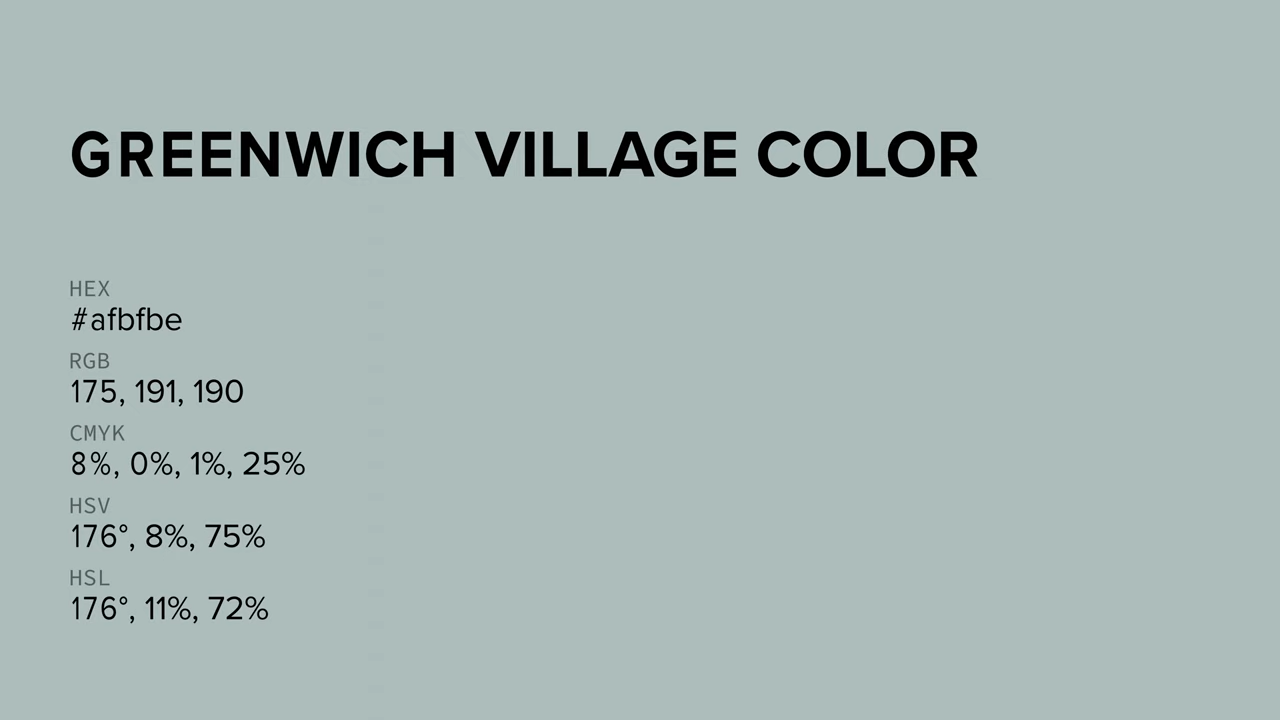 GREENWICH VILLAGE COLOR
HEX
#afbfbe
RGB
175, 191, 190
CMYK
8%, 0%, 1%, 25%
HSV
176°, 8%, 75%
HSL
176°, 11%, 72%